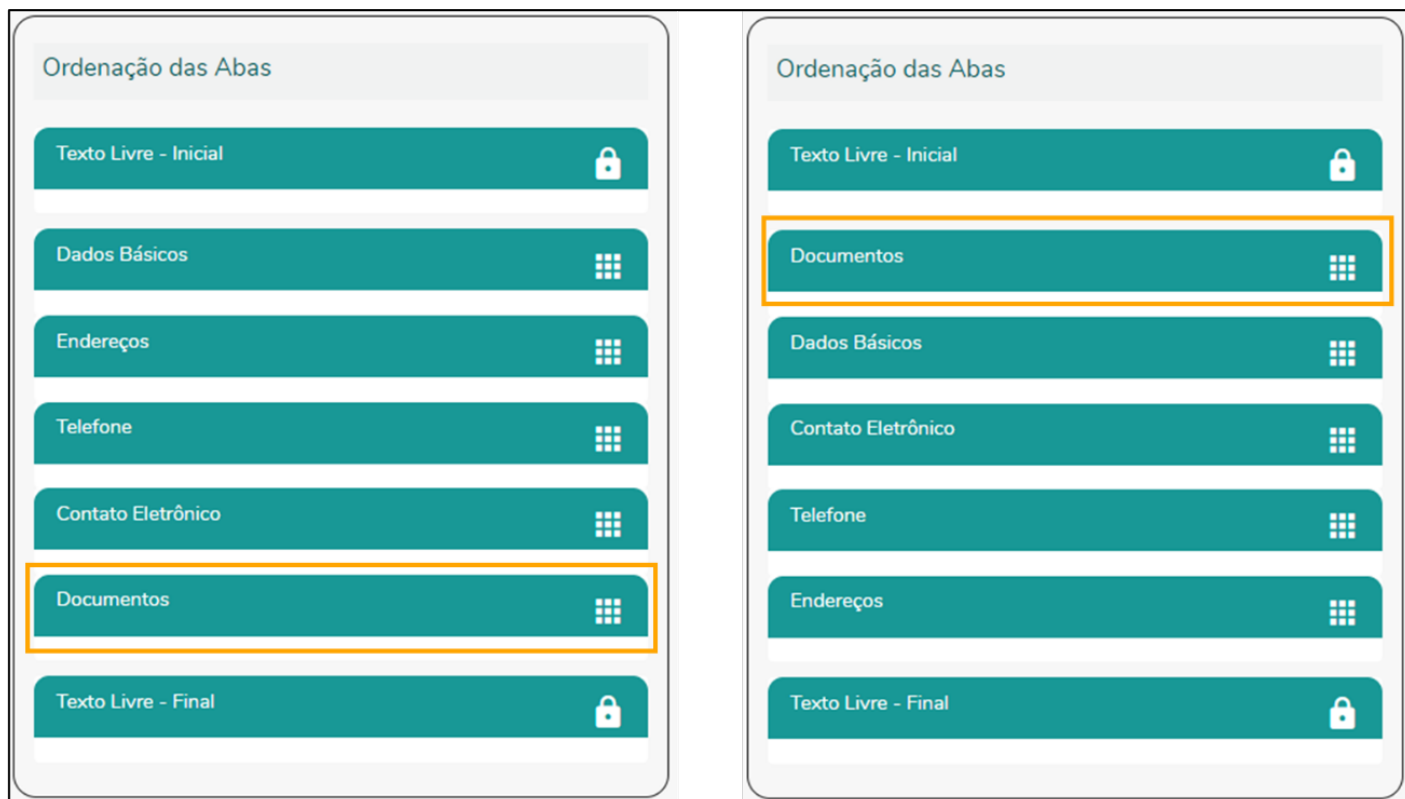 Ordenação das Abas
Texto Livre - Inicial
Dados Básicos
Endereços
Telefone
Contato Eletrônico
Documentos
Texto Livre - Final
Ordenação das Abas
Texto Livre - Inicial
Documentos
Dados Básicos
Contato Eletrônico
Telefone
Endereços
Texto Livre - Final